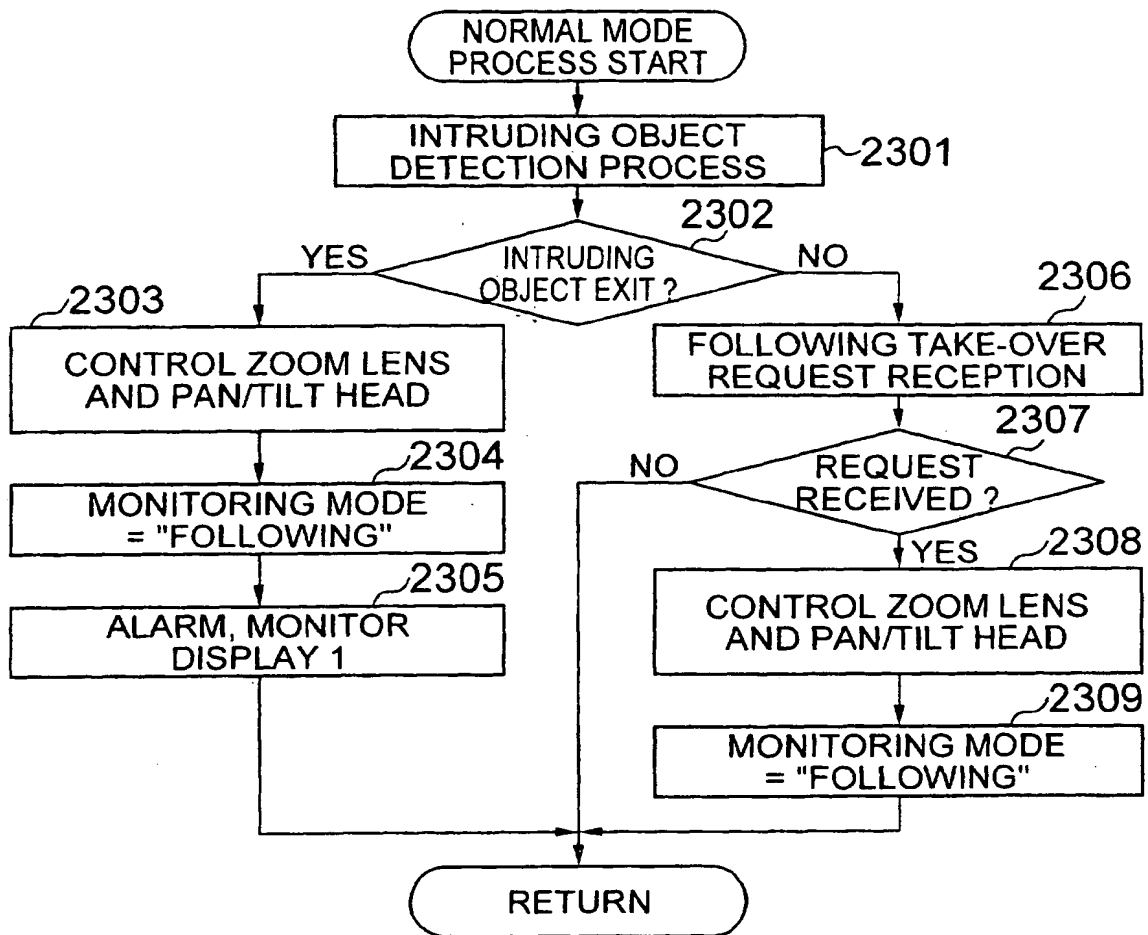 NORMAL MODE
PROCESS START
INTRUDING OBJECT
DETECTION PROCESS
2301
2302
YES
INTRUDING
OBJECT EXIT ?
NO
2303
CONTROL ZOOM LENS
AND PAN/TILT HEAD
2306
FOLLOWING TAKE-OVER
REQUEST RECEPTION
2304
MONITORING MODE
= "FOLLOWING"
2307
NO
REQUEST
RECEIVED ?
YES
2305
ALARM, MONITOR
DISPLAY 1
2308
CONTROL ZOOM LENS
AND PAN/TILT HEAD
2309
MONITORING MODE
= "FOLLOWING"
RETURN